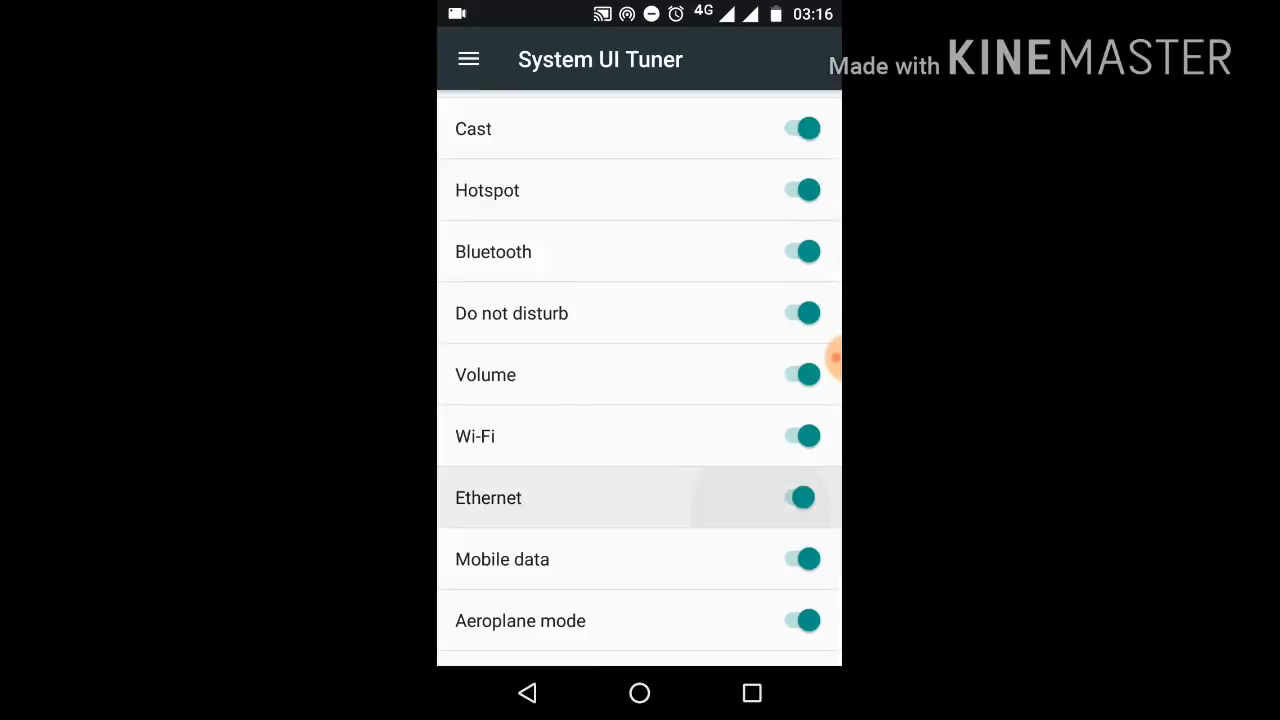 4G 03:16
System UI Tuner
Made with KINEMASTER
Cast
Hotspot
Bluetooth
Do not disturb
Volume
Wi-Fi
Ethernet
Mobile data
Aeroplane mode